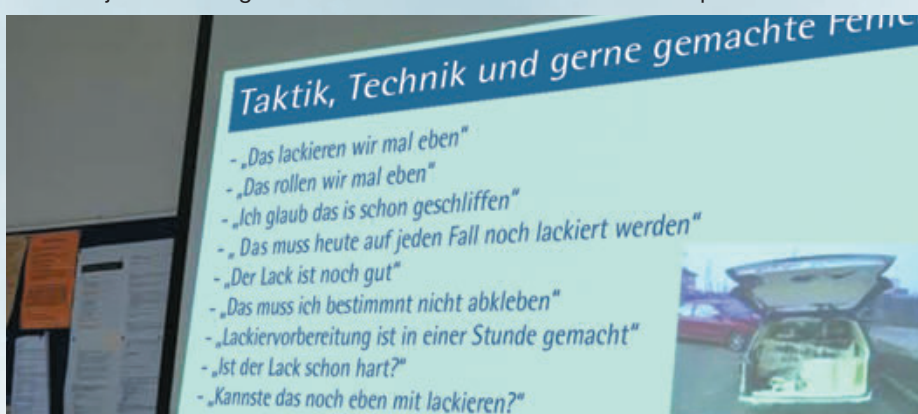 Taktik, Technik und gerne gemachte
- „Das lackieren wir mal eben“
- „Das rollen wir mal eben“
- „Ich glaub das is schon geschliffen“
- „ Das muss heute auf jeden Fall noch lackiert werden“
- „Der Lack ist noch gut“
- „Das muss ich bestimmnt nicht abkleben“
- „Lackiervorbereitung ist in einer Stunde gemacht“
- „Ist der Lack schon hart?“
- „Kannste das noch eben mit lackieren?“